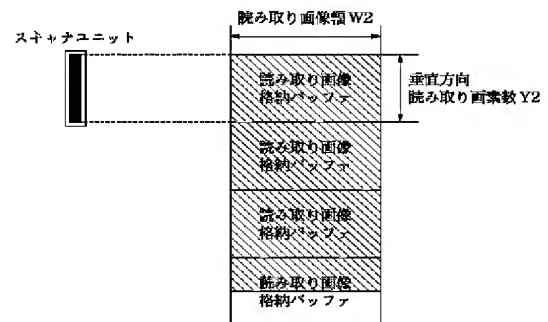 読み取り画像幅W2
スキャナユニット
垂直方向
読み取り画素数Y2
読み取り画像
格納バッファ
読み取り画像
格納バッファ
読み取り画像
格納バッファ
読み取り画像
格納バッファ